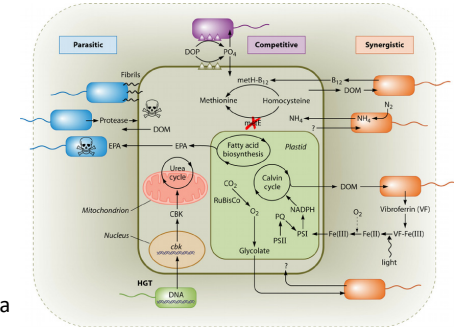 Parasitic
Competitive
Synergistic
DOP
PO4
Fibrils
metH-B12
B12
DOM
Methionine
Homocysteine
N2
NH4
NH4
?
Protease
DOM
EPA
EPA
Fatty acid
biosynthesis
Plastid
Urea
cycle
Calvin
cycle
DOM
CO2
RuBisCo
O2
NADPH
PQ
PSI
PSII
Vibroferrin (VF)
O2
Fe(III)
Fe(II)
VF-Fe(III)
light
Mitochondrion
CBK
Nucleus
cbk
Glycolate
?
HGT
DNA
a